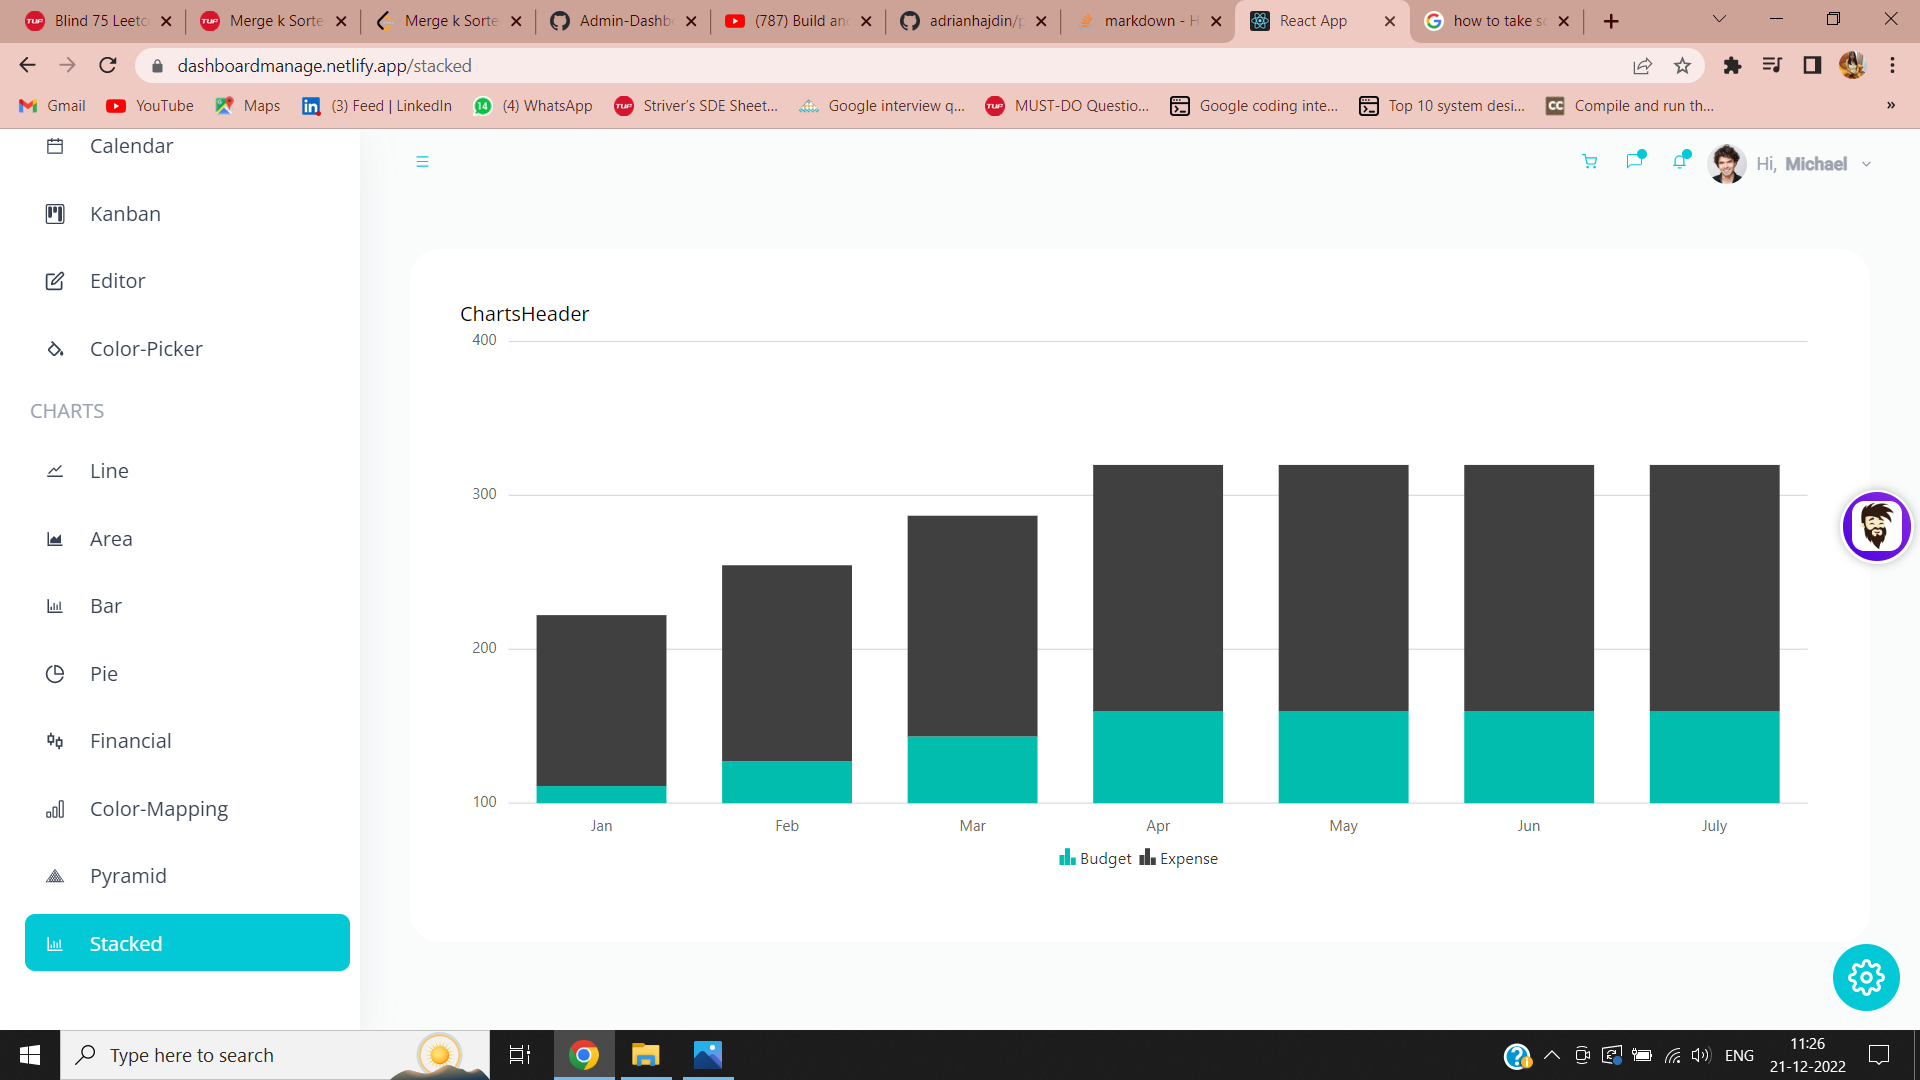 Blind 75 Leetc
Merge k Sorte
Merge k Sorte
Admin-Dashb
(787) Build an
adrianhajdin/p
markdown - H
React App
how to take s
dashboardmanage.netlify.app/stacked
Gmail
YouTube
Maps
(3) Feed | LinkedIn
14
(4) WhatsApp
TUF
Striver's SDE Sheet...
Google interview q...
TUF
MUST-DO Questio...
Google coding inte...
Top 10 system desi...
CC
Compile and run th...
»
Calendar
Kanban
Editor
Color-Picker
CHARTS
Line
Area
Bar
Pie
Financial
Color-Mapping
Pyramid
Stacked
Hi, Michael
ChartsHeader
400
300
200
100
Jan Feb Mar Apr May Jun July
Budget Expense
Type here to search
ENG
11:26
21-12-2022